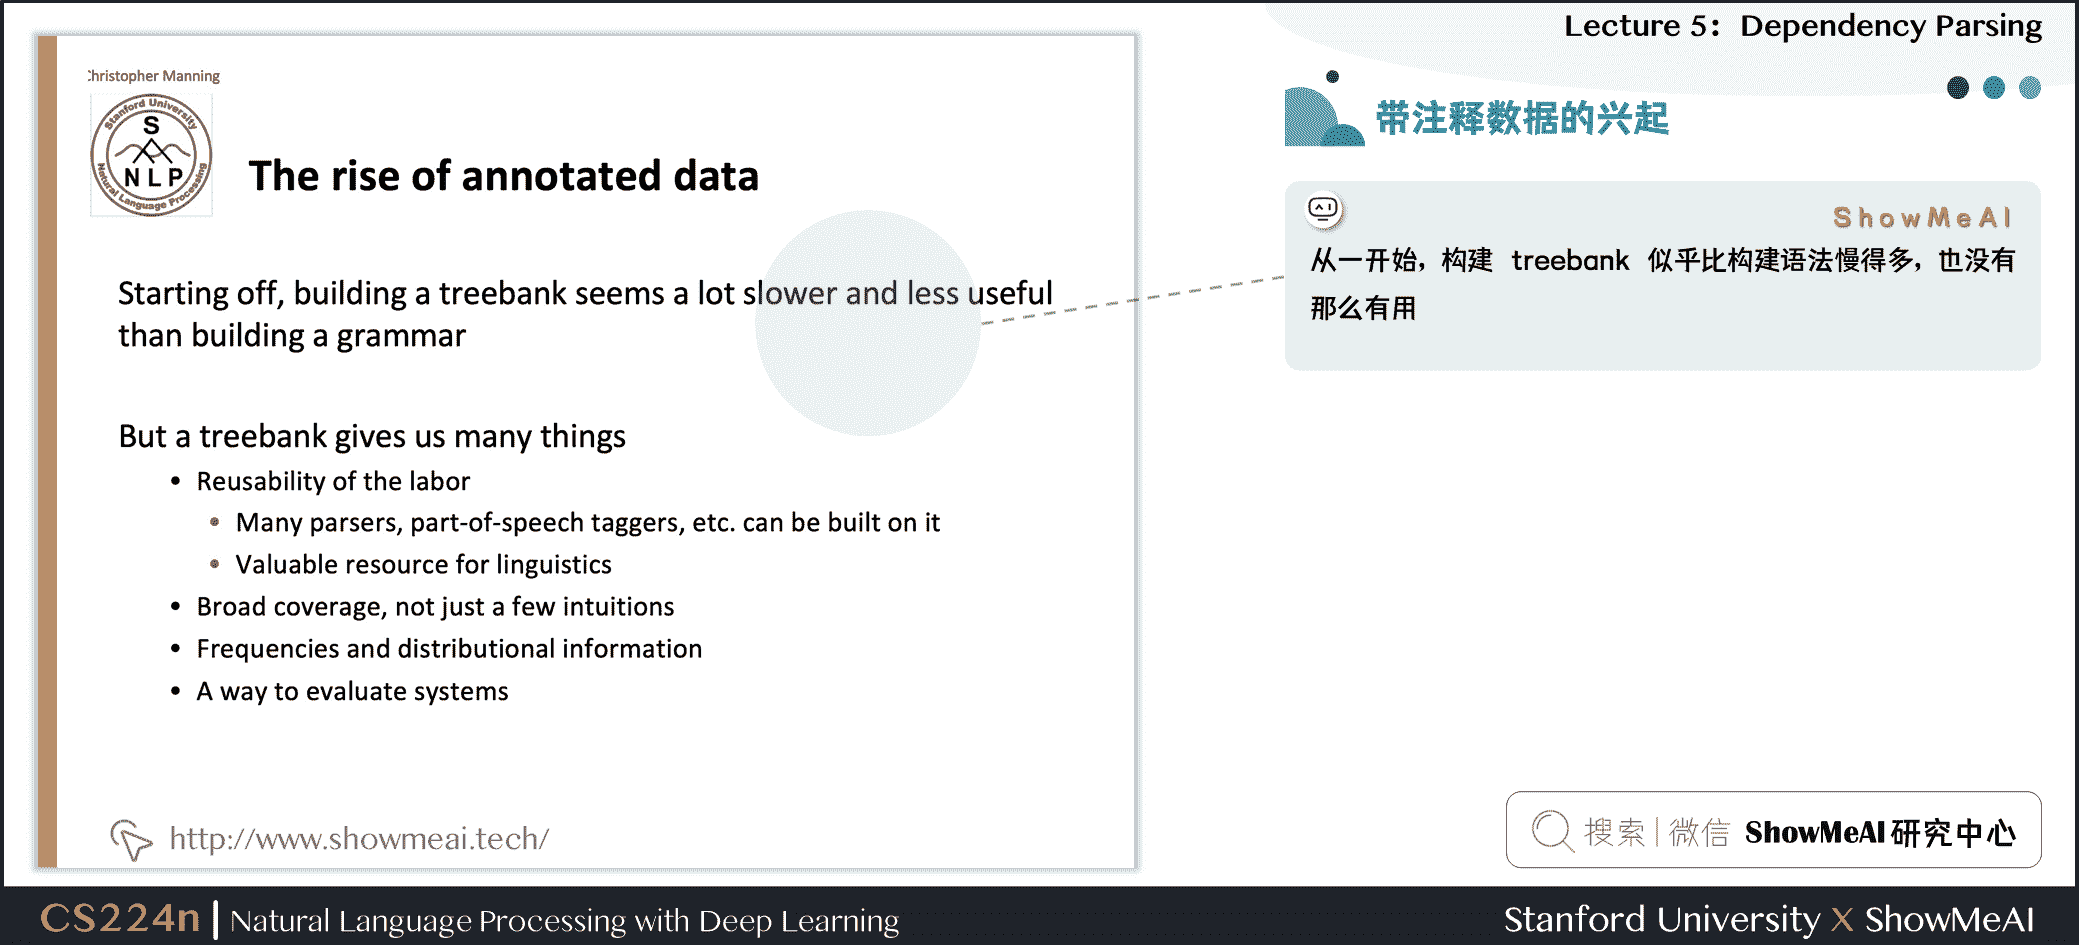 Lecture 5：Dependency Parsing
Christopher Manning
Stanford University
S
NLP
Natural Language Processing
The rise of annotated data
Starting off, building a treebank seems a lot slower and less useful
than building a grammar
But a treebank gives us many things
• Reusability of the labor
• Many parsers, part-of-speech taggers, etc. can be built on it
• Valuable resource for linguistics
• Broad coverage, not just a few intuitions
• Frequencies and distributional information
• A way to evaluate systems
http://www.showmeai.tech/
带注释数据的兴起
ShowMeAI
从一开始，构建 treebank 似乎比构建语法慢得多，也没有
那么有用
搜索|微信 ShowMeAI研究中心
CS224n | Natural Language Processing with Deep Learning
Stanford University X ShowMeAI